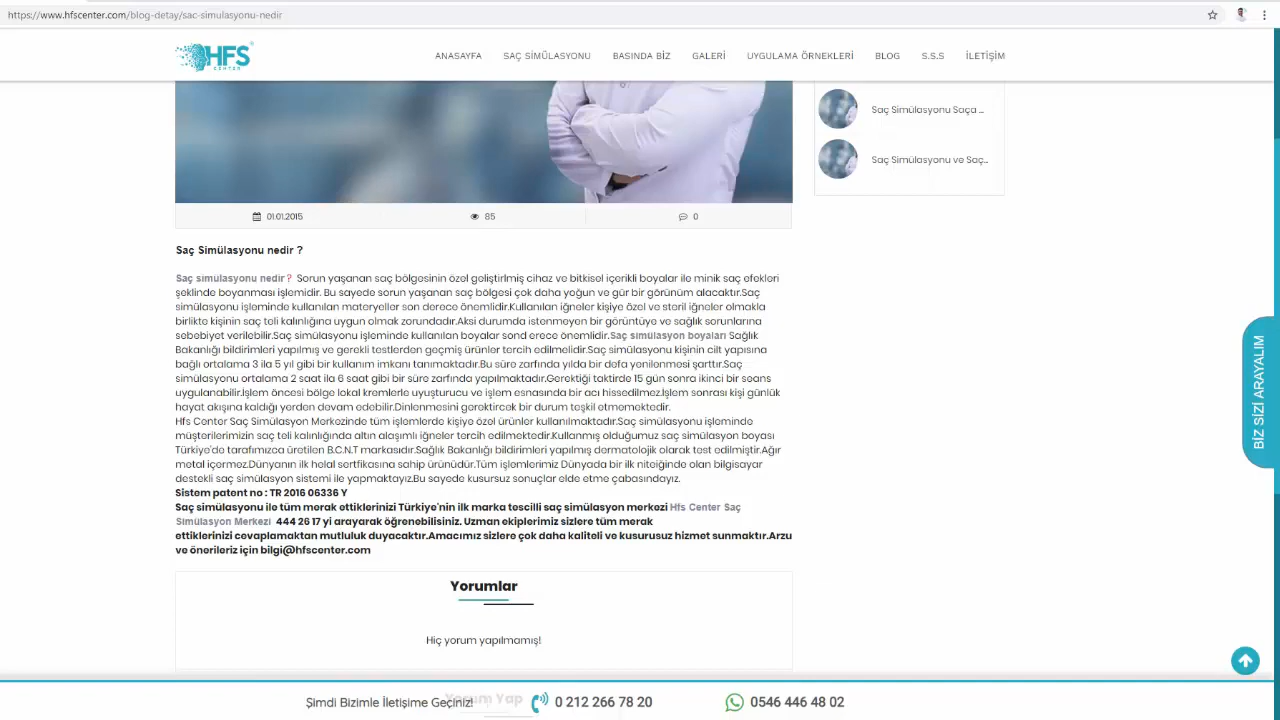 https://www.hfscenter.com/blog-detay/sac-simulasyonu-nedir
HFS
CENTER
ANASAYFA
SAÇ SİMÜLASYONU
BASINDA BİZ
GALERİ
UYGULAMA ÖRNEKLERİ
BLOG
S.S.S
İLETİŞİM
Saç Simülasyonu Saça ...
Saç Simülasyonu ve Saç...
01.01.2015
85
0
Saç Simülasyonu nedir ?
Saç simülasyonu nedir? Sorun yaşanan saç bölgesinin özel geliştirlmiş cihaz ve bitkisel içerikli boyalar ile minik saç efekleri
şeklinde boyanması işlemidir. Bu sayede sorun yaşanan saç bölgesi çok daha yoğun ve gür bir görünüm alacaktır.Saç
simülasyonu işleminde kullanılan materyeller son derece önemlidir.Kullanılan iğneler kişiye özel ve steril iğneler olmakla
birlikte kişinin saç teli kalınlığına uygun olmak zorundadır.Aksi durumda istenmeyen bir görüntüye ve sağlık sorunlarına
sebebiyet verilebilir.Saç simülasyonu işleminde kullanılan boyalar sond erece önemlidir.Saç simülasyon boyaları Sağlık
Bakanlığı bildirimleri yapılmış ve gerekli testlerden geçmiş ürünler tercih edilmelidir.Saç simülasyonu kişinin cilt yapısına
bağlı ortalama 3 ila 5 yıl gibi bir kullanım imkanı tanımaktadır.Bu süre zarfında yılda bir defa yenilenmesi şarttır.Saç
simülasyonu ortalama 2 saat ila 6 saat gibi bir süre zarfında yapılmaktadır.Gerektiği taktirde 15 gün sonra ikinci bir seans
uygulanabilir.İşlem öncesi bölge lokal kremlerle uyuşturucu ve işlem esnasında bir acı hissedilmez.İşlem sonrası kişi günlük
hayat akışına kaldığı yerden devam edebilir.Dinlenmesini gerektircek bir durum teşkil etmemektedir.
Hfs Center Saç Simülasyon Merkezinde tüm işlemlerde kişiye özel ürünler kullanılmaktadır.Saç simülasyonu işleminde
müşterilerimizin saç teli kalınlığında altın alaşımlı iğneler tercih edilmektedir.Kullanmış olduğumuz saç simülasyon boyası
Türkiye'de tarafımızca üretilen B.C.N.T markasıdır.Sağlık Bakanlığı bildirimleri yapılmış dermatolojik olarak test edilmiştir.Ağır
metal içermez.Dünyanın ilk helal sertfikasına sahip ürünüdür.Tüm işlemlerimiz Dünyada bir ilk niteiğinde olan bilgisayar
destekli saç simülasyon sistemi ile yapmaktayız.Bu sayede kusursuz sonuçlar elde etme çabasındayız.
Sistem patent no : TR 2016 06336 Y
Saç simülasyonu ile tüm merak ettiklerinizi Türkiye'nin ilk marka tescilli saç simülasyon merkezi Hfs Center Saç
Simülasyon Merkezi 444 26 17 yi arayarak öğrenebilisiniz. Uzman ekiplerimiz sizlere tüm merak
ettiklerinizi cevaplamaktan mutluluk duyacaktır.Amacımız sizlere çok daha kaliteli ve kusurusuz hizmet sunmaktır.Arzu
ve önerileriz için bilgi@hfscenter.com
Yorumlar
Hiç yorum yapılmamış!
BİZ SİZİ ARAYALIM
Yorum Yap
Şimdi Bizimle İletişime Geçiniz!
0 212 266 78 20
0546 446 48 02